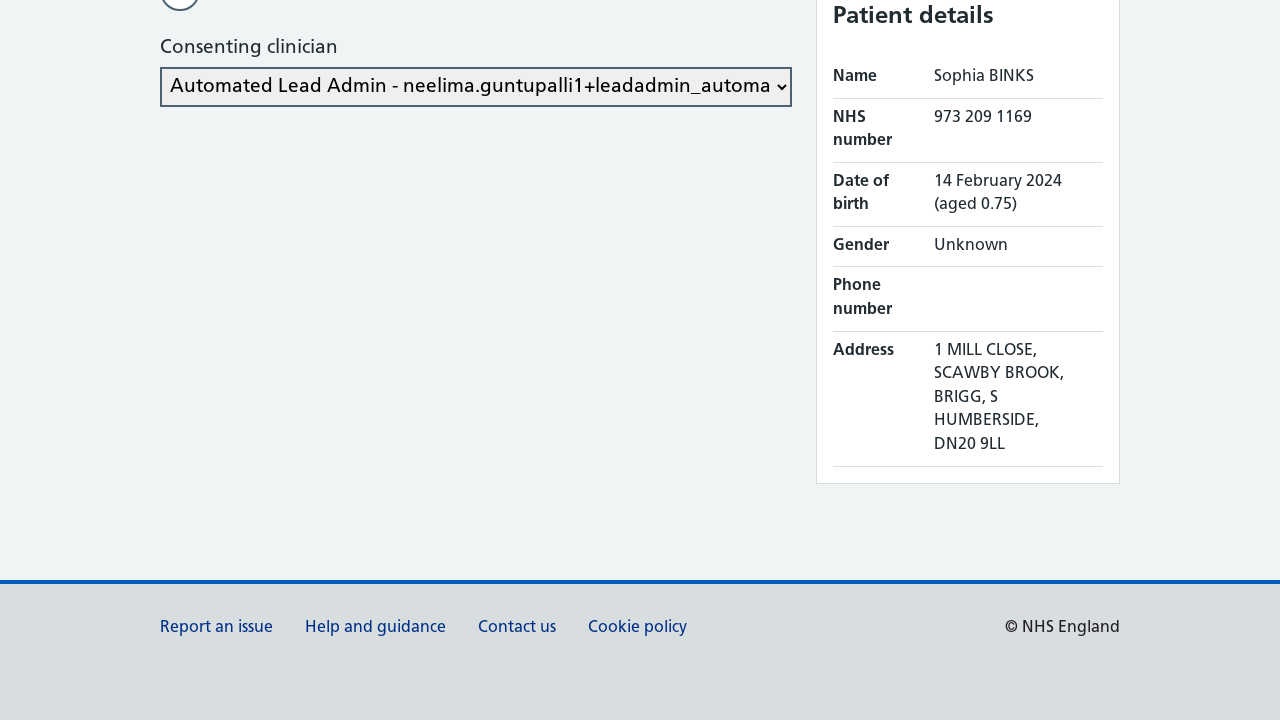 Consenting clinician
Automated Lead Admin - neelima.guntupalli1+leadadmin_automa
Patient details
Name Sophia BINKS
NHS number 973 209 1169
Date of birth 14 February 2024 (aged 0.75)
Gender Unknown
Phone number
Address 1 MILL CLOSE,
SCAWBY BROOK,
BRIGG, S
HUMBERSIDE,
DN20 9LL
Report an issue Help and guidance Contact us Cookie policy © NHS England